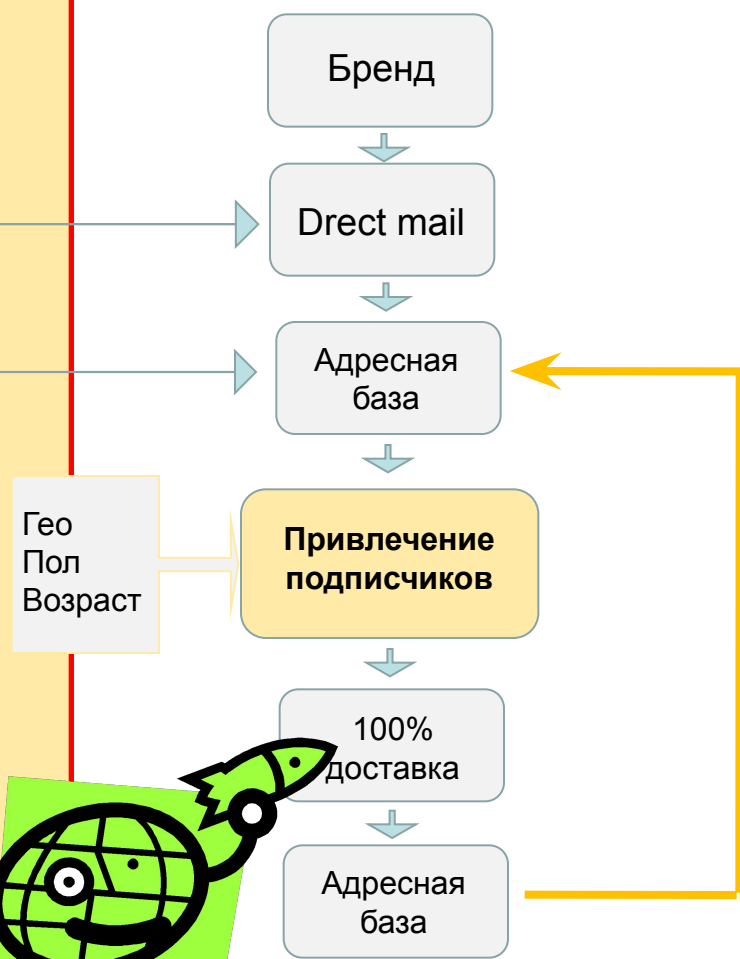 Бренд
Drect mail
Адресная
база
Гео
Пол
Возраст
Привлечение
подписчиков
100%
доставка
Адресная
база